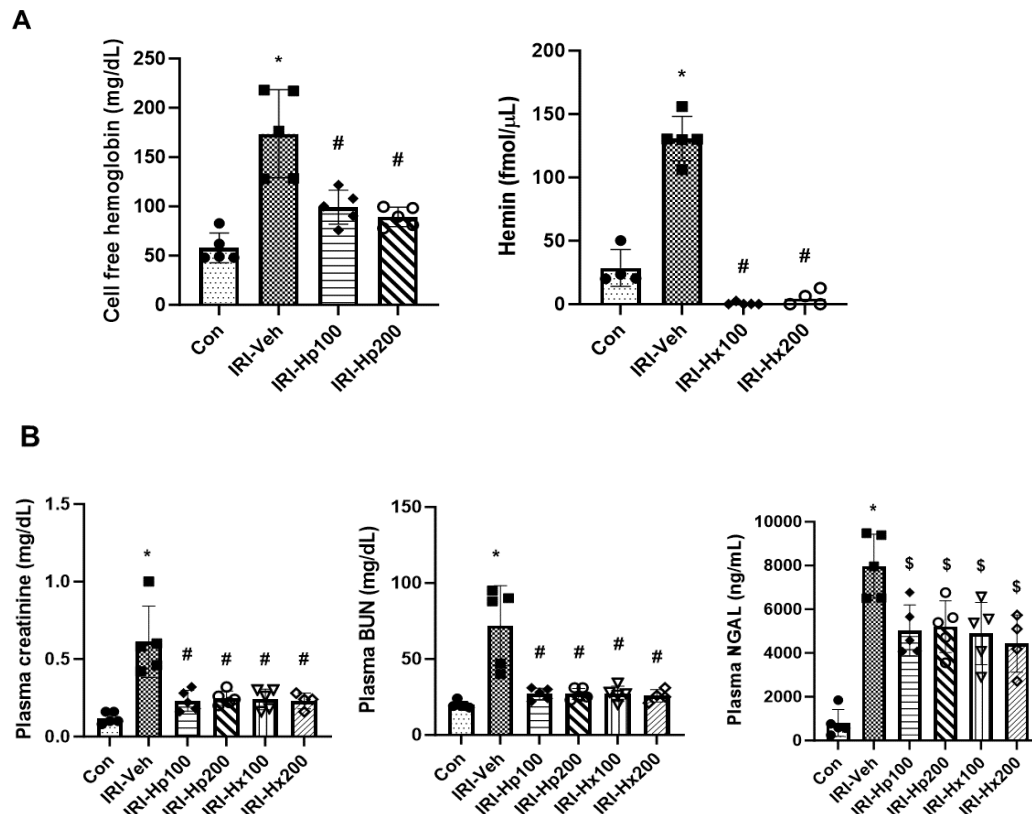 A
Cell free hemoglobin (mg/dL)
250
200
150
100
50
0
*
#
#
Con
IRI-Veh
IRI-Hp100
IRI-Hp200
Hemin (fmol/µL)
200
150
100
50
0
*
#
#
Con
IRI-Veh
IRI-Hx100
IRI-Hx200
B
Plasma creatinine (mg/dL)
1.5
1.0
0.5
0.0
*
#
#
#
#
Con
IRI-Veh
IRI-Hp100
IRI-Hp200
IRI-Hx100
IRI-Hx200
Plasma BUN (mg/dL)
150
100
50
0
*
#
#
#
#
Con
IRI-Veh
IRI-Hp100
IRI-Hp200
IRI-Hx100
IRI-Hx200
Plasma NGAL (ng/mL)
10000
8000
6000
4000
2000
0
*
$
$
$
$
Con
IRI-Veh
IRI-Hp100
IRI-Hp200
IRI-Hx100
IRI-Hx200